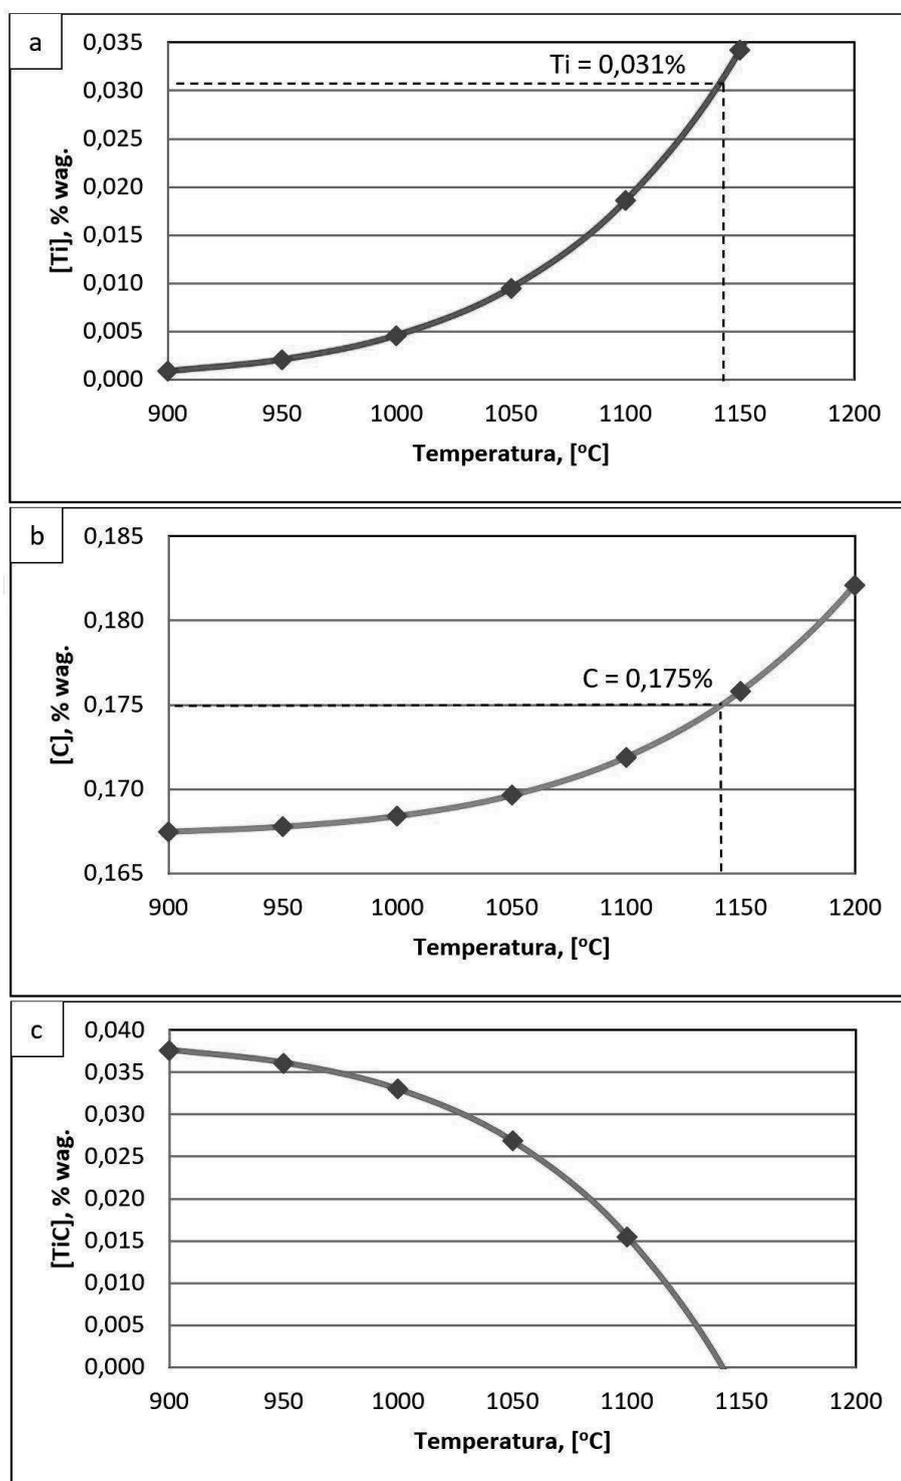 a
0,035
0,030
0,025
0,020
0,015
0,010
0,005
0,000
[Ti], % wag.
Ti = 0,031%
900 950 1000 1050 1100 1150 1200
Temperatura, [°C]
b
0,185
0,180
0,175
0,170
0,165
[C], % wag.
C = 0,175%
900 950 1000 1050 1100 1150 1200
Temperatura, [°C]
c
0,040
0,035
0,030
0,025
0,020
0,015
0,010
0,005
0,000
[TiC], % wag.
900 950 1000 1050 1100 1150 1200
Temperatura, [°C]